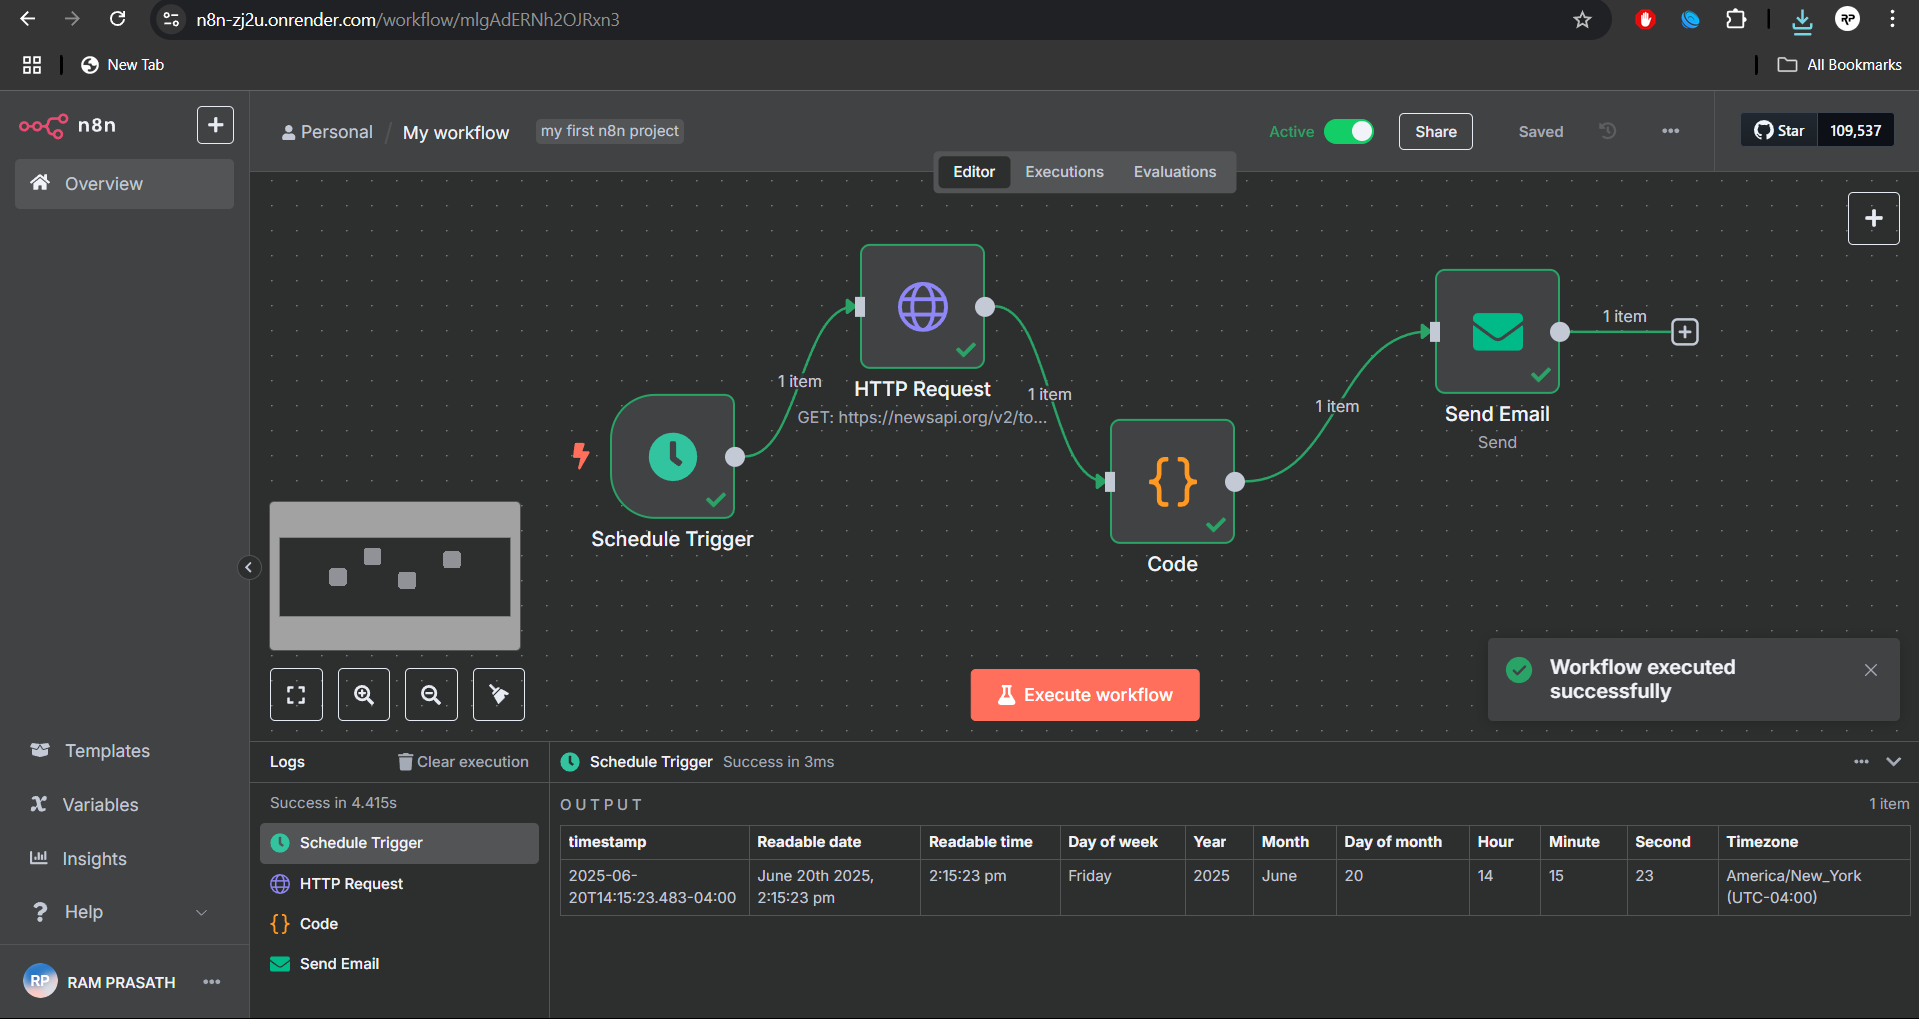 n8n-zj2u.onrender.com/workflow/mlgAdERNh2OJRxn3
RP
New Tab
All Bookmarks
n8n
Personal / My workflow
my first n8n project
Active
Share
Saved
Star
109,537
Overview
Editor
Executions
Evaluations
1 item
HTTP Request
GET: https://newsapi.org/v2/to...
1 item
1 item
1 item
Send Email
Send
Schedule Trigger
Code
Execute workflow
Workflow executed
successfully
Templates
Variables
Insights
Help
RP
RAM PRASATH
Logs
Clear execution
Success in 4.415s
Schedule Trigger
HTTP Request
Code
Send Email
Schedule Trigger Success in 3ms
OUTPUT
1 item
timestamp Readable date Readable time Day of week Year Month Day of month Hour Minute Second Timezone
2025-06- June 20th 2025, 2:15:23 pm Friday 2025 June 20 14 15 23 America/New_York
20T14:15:23.483-04:00 2:15:23 pm (UTC-04:00)